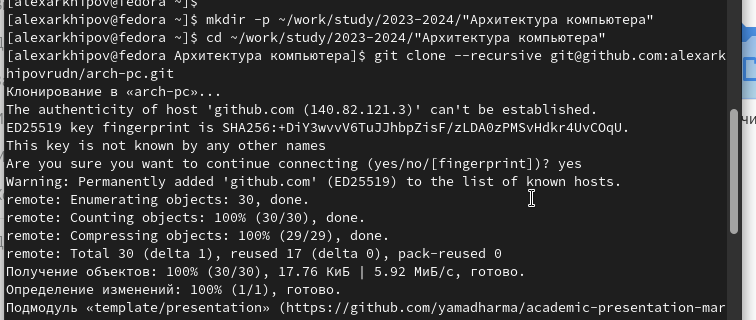 [alexarkhipov@fedora ~]$
[alexarkhipov@fedora ~]$ mkdir -p ~/work/study/2023-2024/"Архитектура компьютера"
[alexarkhipov@fedora ~]$ cd ~/work/study/2023-2024/"Архитектура компьютера"
[alexarkhipov@fedora Архитектура компьютера]$ git clone --recursive git@github.com:alexark
hipovrudn/arch-pc.git
Клонирование в «arch-pc»...
The authenticity of host 'github.com (140.82.121.3)' can't be established.
ED25519 key fingerprint is SHA256:+DiY3wvvV6TuJJhbpZisF/zLDA0zPMSvHdkr4UvCOqU.
This key is not known by any other names
Are you sure you want to continue connecting (yes/no/[fingerprint])? yes
Warning: Permanently added 'github.com' (ED25519) to the list of known hosts.
remote: Enumerating objects: 30, done.
remote: Counting objects: 100% (30/30), done.
remote: Compressing objects: 100% (29/29), done.
remote: Total 30 (delta 1), reused 17 (delta 0), pack-reused 0
Получение объектов: 100% (30/30), 17.76 КиБ | 5.92 МиБ/с, готово.
Определение изменений: 100% (1/1), готово.
Подмодуль «template/presentation» (https://github.com/yamadharma/academic-presentation-mar